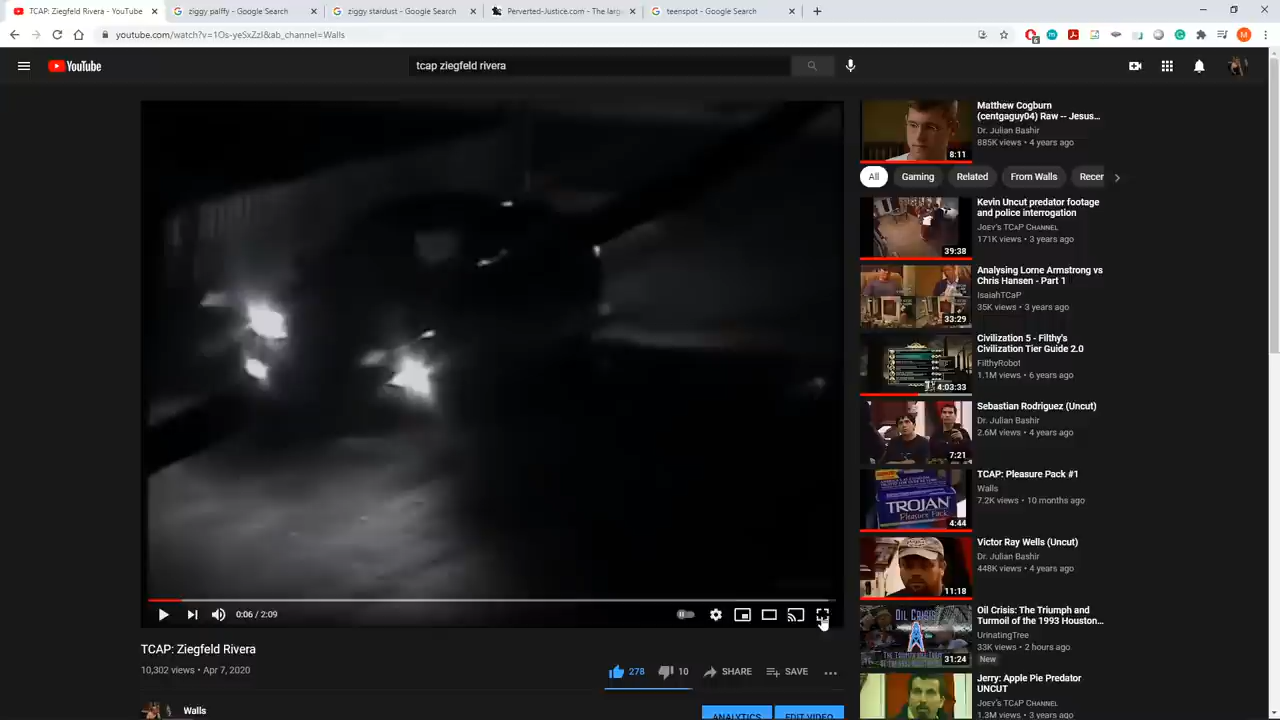 TCAP: Ziegfeld Rivera - YouTube
ziggy palffy - Google Search
ziggy stardust - Google Search
Perverted-Justice.com - The larg
teenspot - Google Search
youtube.com/watch?v=1Os-yeSxZzI&ab_channel=Walls
6
M
YouTube
tcap ziegfeld rivera
Matthew Cogburn
(centgaguy04) Raw -- Jesus...
Dr. Julian Bashir
885K views • 4 years ago
8:11
All
Gaming
Related
From Walls
Recer
Kevin Uncut predator footage
and police interrogation
Joey's TCaP Channel
171K views • 3 years ago
39:38
Analysing Lorne Armstrong vs
Chris Hansen - Part 1
IsaiahTCaP
35K views • 3 years ago
33:29
Civilization 5 - Filthy's
Civilization Tier Guide 2.0
FilthyRobot
1.1M views • 6 years ago
4:03:33
Sebastian Rodriguez (Uncut)
Dr. Julian Bashir
2.6M views • 4 years ago
7:21
TCAP: Pleasure Pack #1
Walls
7.2K views • 10 months ago
TROJAN
Pleasure Pack
4:44
Victor Ray Wells (Uncut)
Dr. Julian Bashir
448K views • 4 years ago
11:18
Oil Crisis: The Triumph and
Turmoil of the 1993 Houston...
UrinatingTree
33K views • 2 hours ago
New
OIL CRISIS
31:24
Jerry: Apple Pie Predator
UNCUT
Joey's TCaP Channel
1.3M views • 3 years ago
0:06 / 2:09
TCAP: Ziegfeld Rivera
10,302 views • Apr 7, 2020
278
10
SHARE
SAVE
Walls
ANALYTICS
EDIT VIDEO